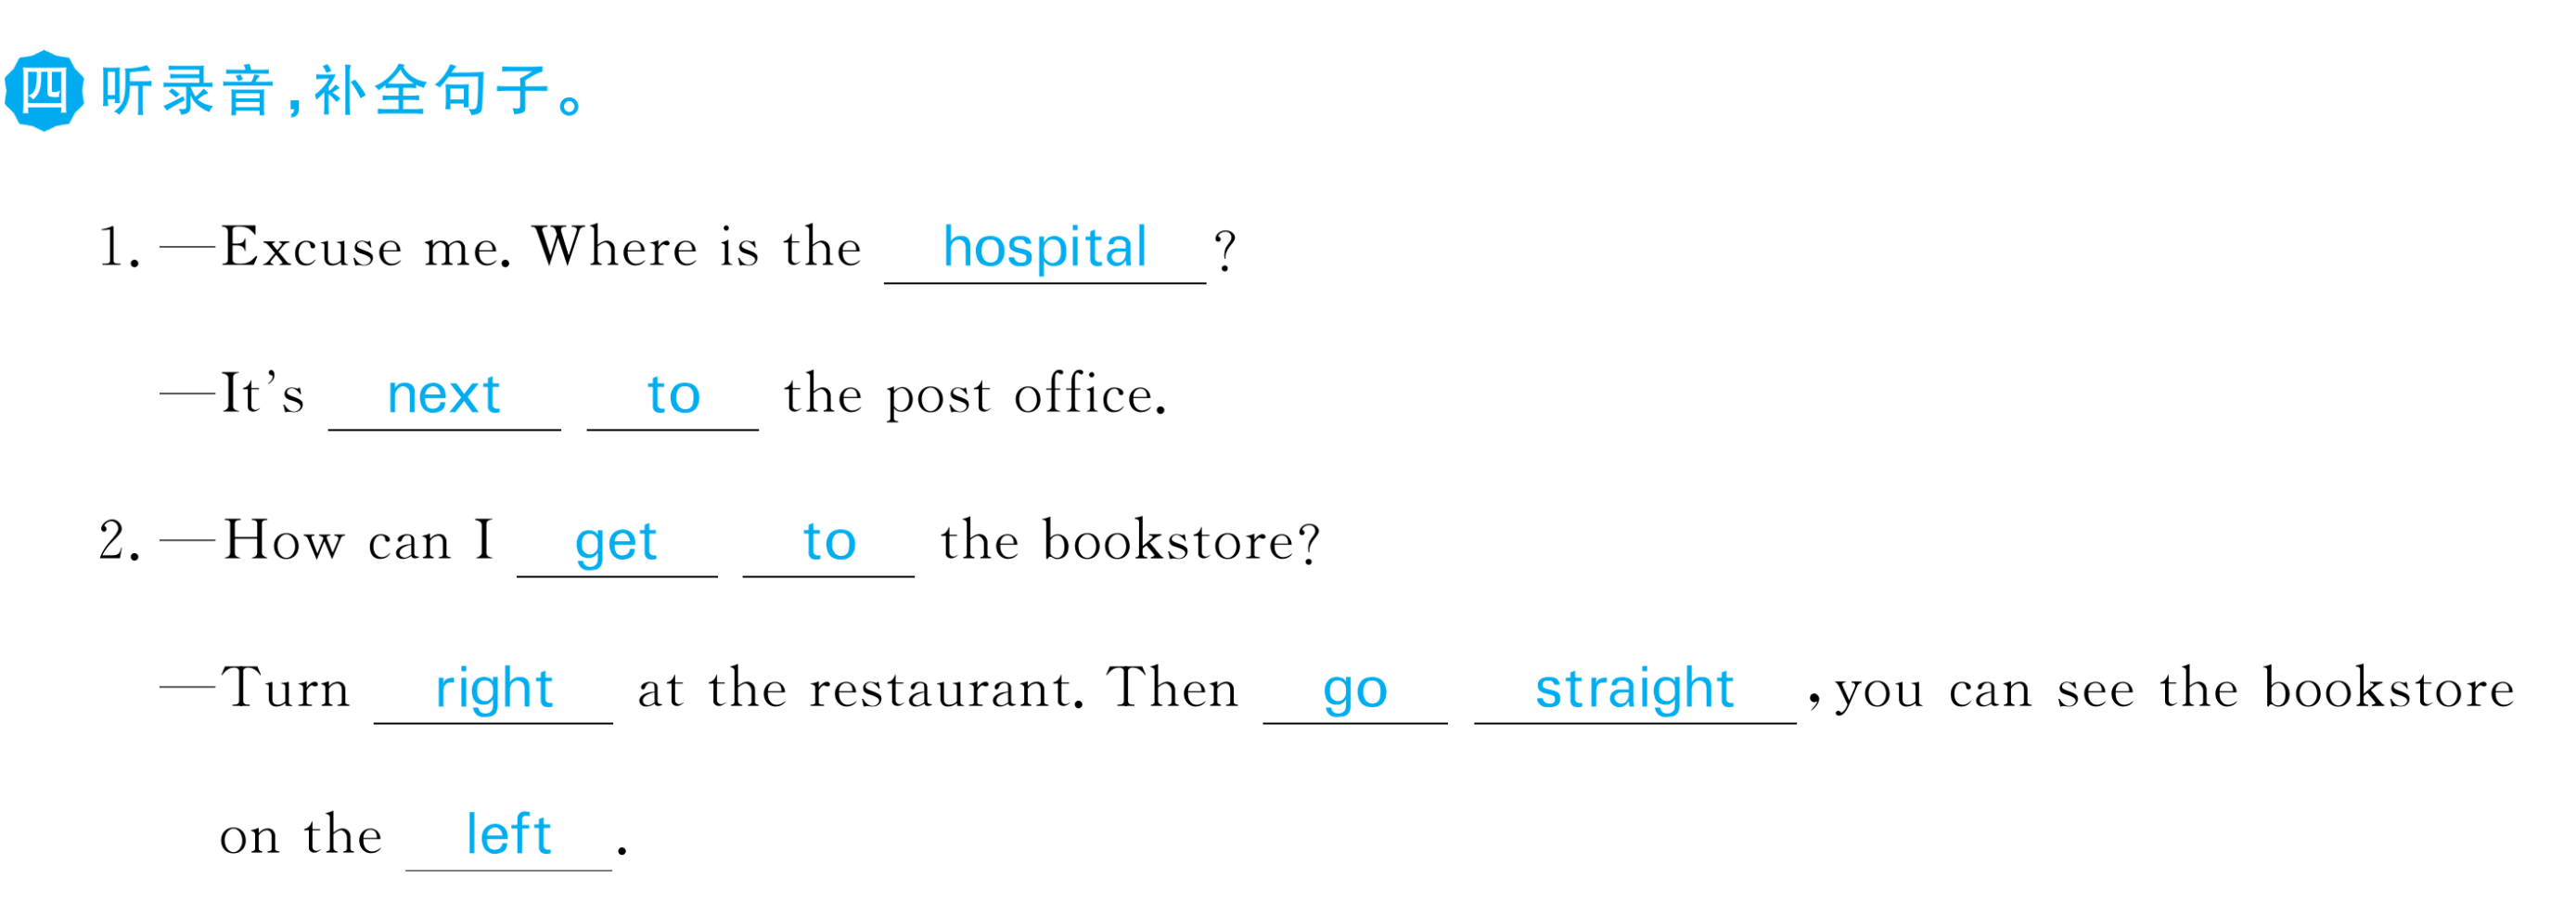 四 听录音,补全句子。
1. —Excuse me. Where is the hospital ?
—It's next to the post office.
2. —How can I get to the bookstore?
—Turn right at the restaurant. Then go straight , you can see the bookstore
on the left .